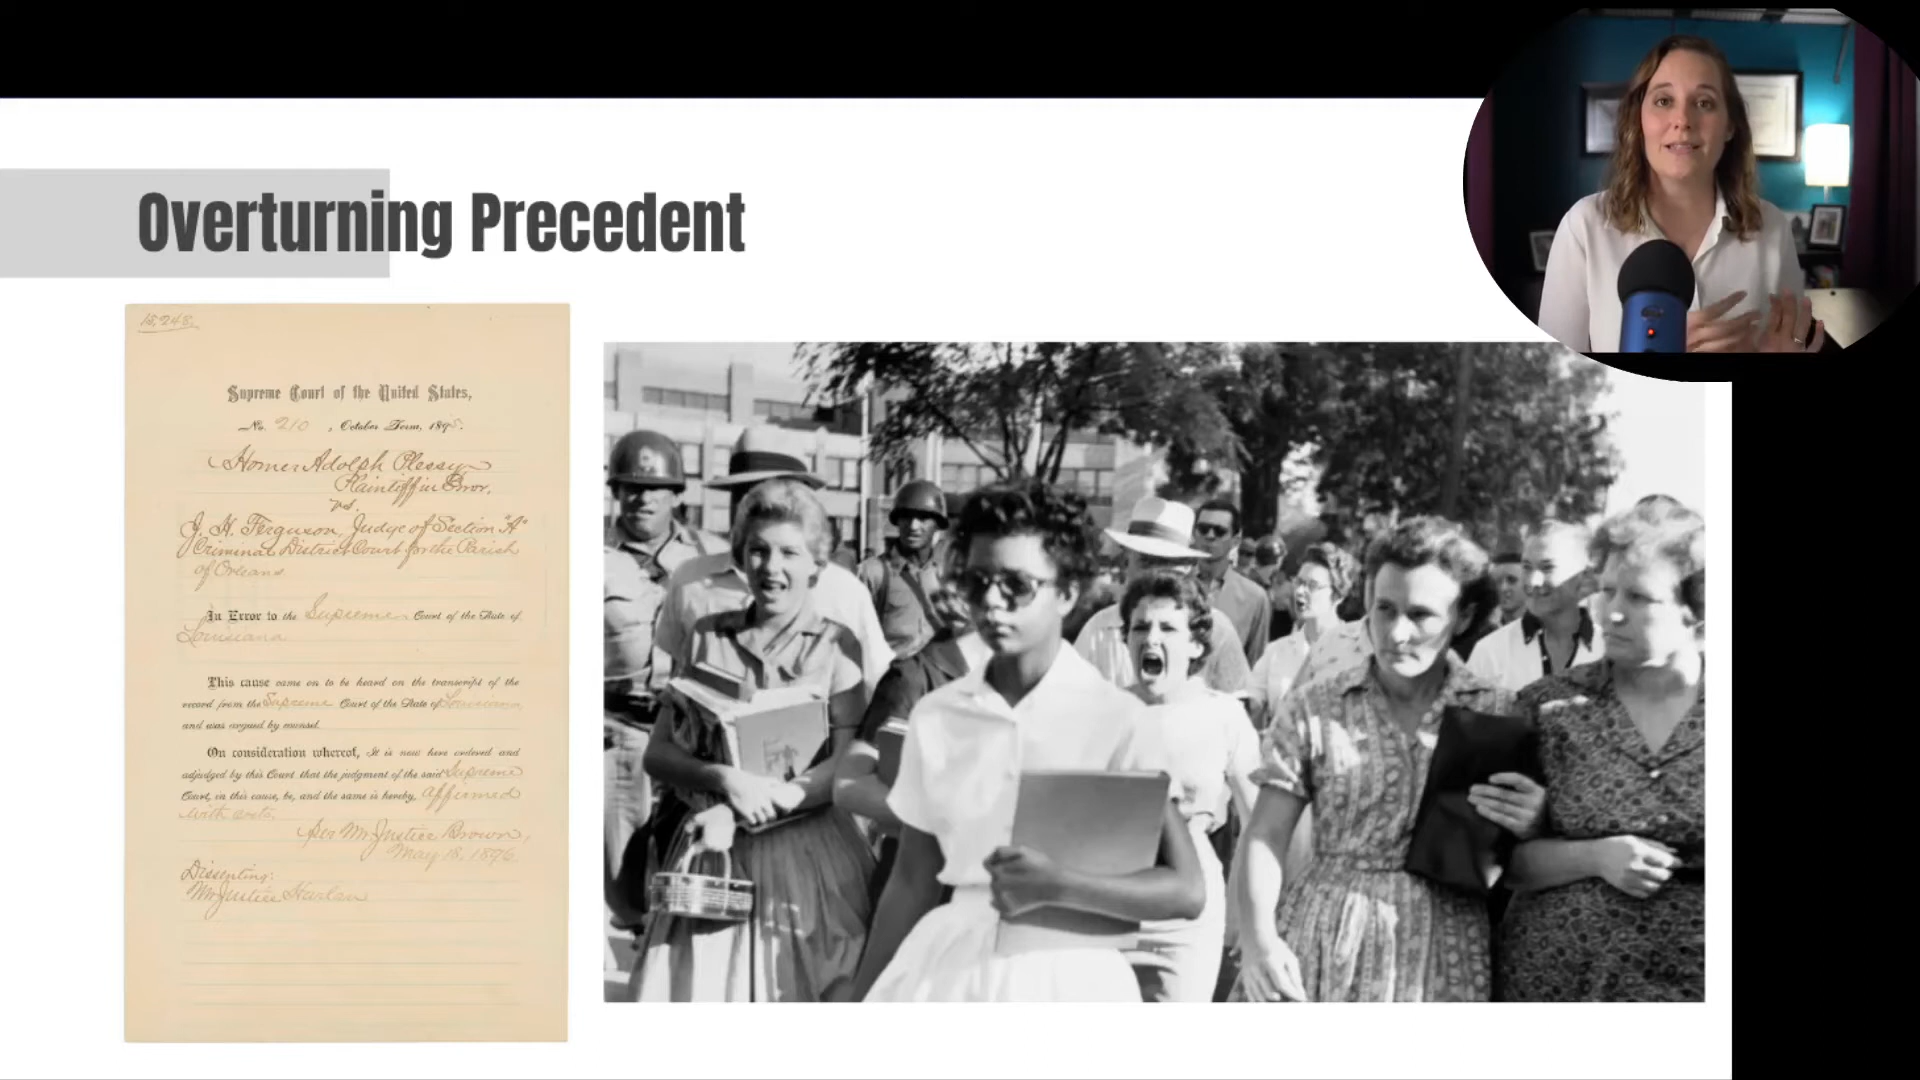 Overturning Precedent
15,248.
Supreme Court of the United States,
No. 210 , October Term, 1895.
Homer Adolph Plessy
Plaintiff in Error,
vs.
J. H. Ferguson, Judge of Section "A"
Criminal District Court for the Parish
of Orleans
In Error to the Supreme Court of the State of
Louisiana
This cause came on to be heard on the transcript of the
record from the Supreme Court of the State of Louisiana
and was argued by counsel.
On consideration whereof, It is now here ordered and
adjudged by this Court that the judgment of the said Supreme
Court, in this cause, be, and the same is hereby, affirmed
with costs.
Per Mr. Justice Brown,
May 18, 1896.
Dissenting:
Mr. Justice Harlan